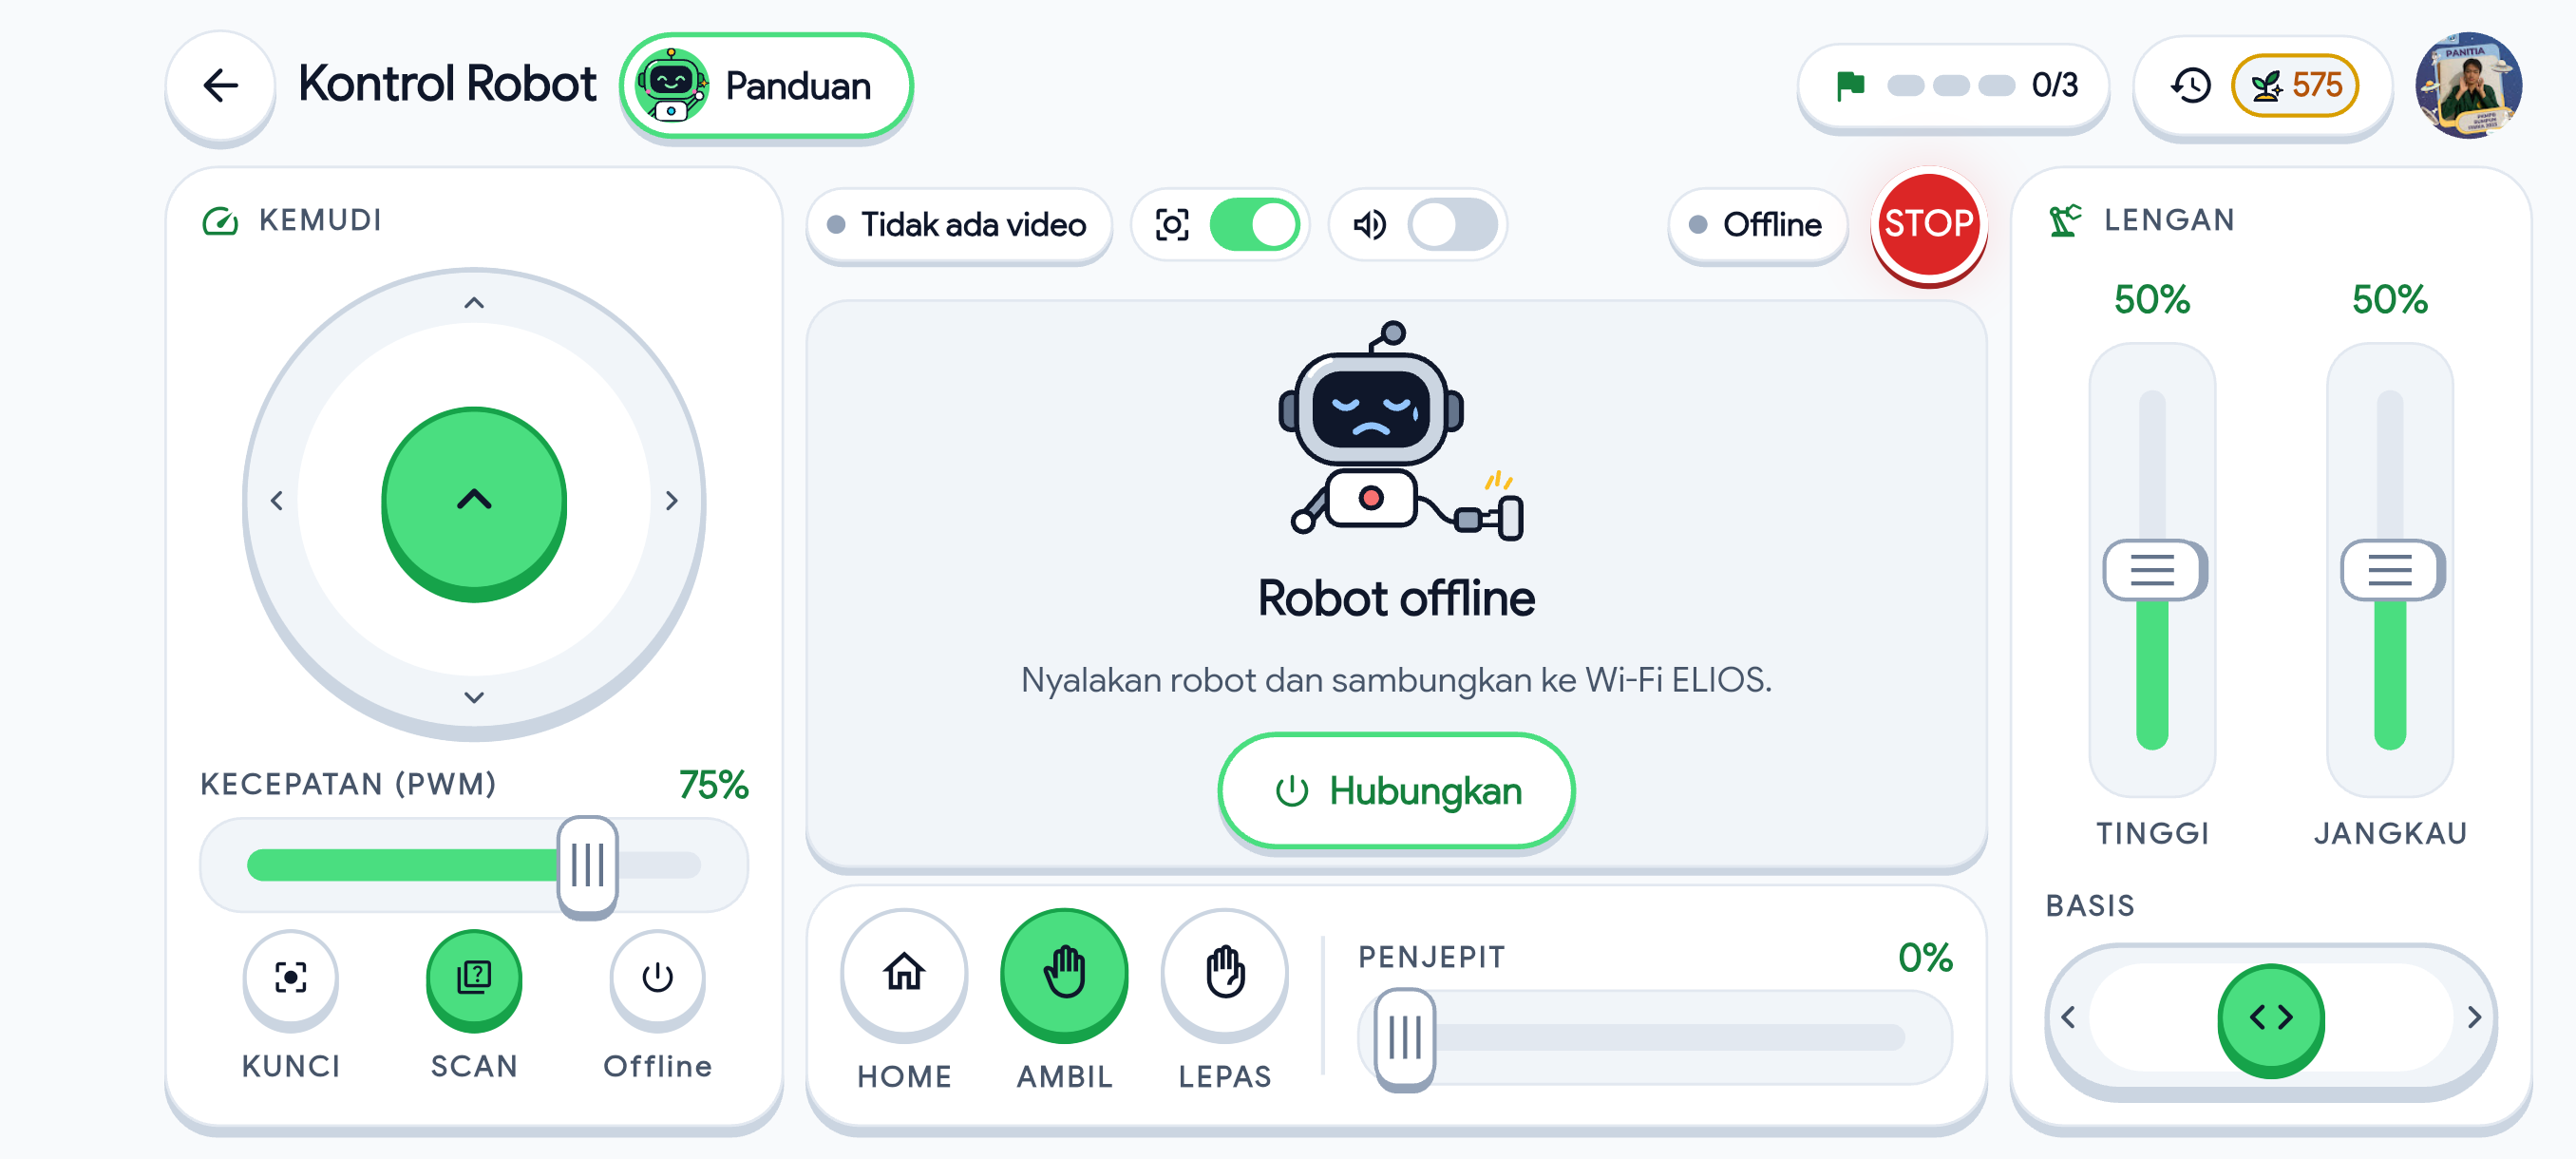 Kontrol Robot
Panduan
0/3
575
PANITIA
KEMUDI
Tidak ada video
Offline
STOP
LENGAN
50%
50%
Robot offline
Nyalakan robot dan sambungkan ke Wi-Fi ELIOS.
Hubungkan
KECEPATAN (PWM)
75%
TINGGI
JANGKAU
KUNCI
SCAN
Offline
HOME
AMBIL
LEPAS
PENJEPIT
0%
BASIS